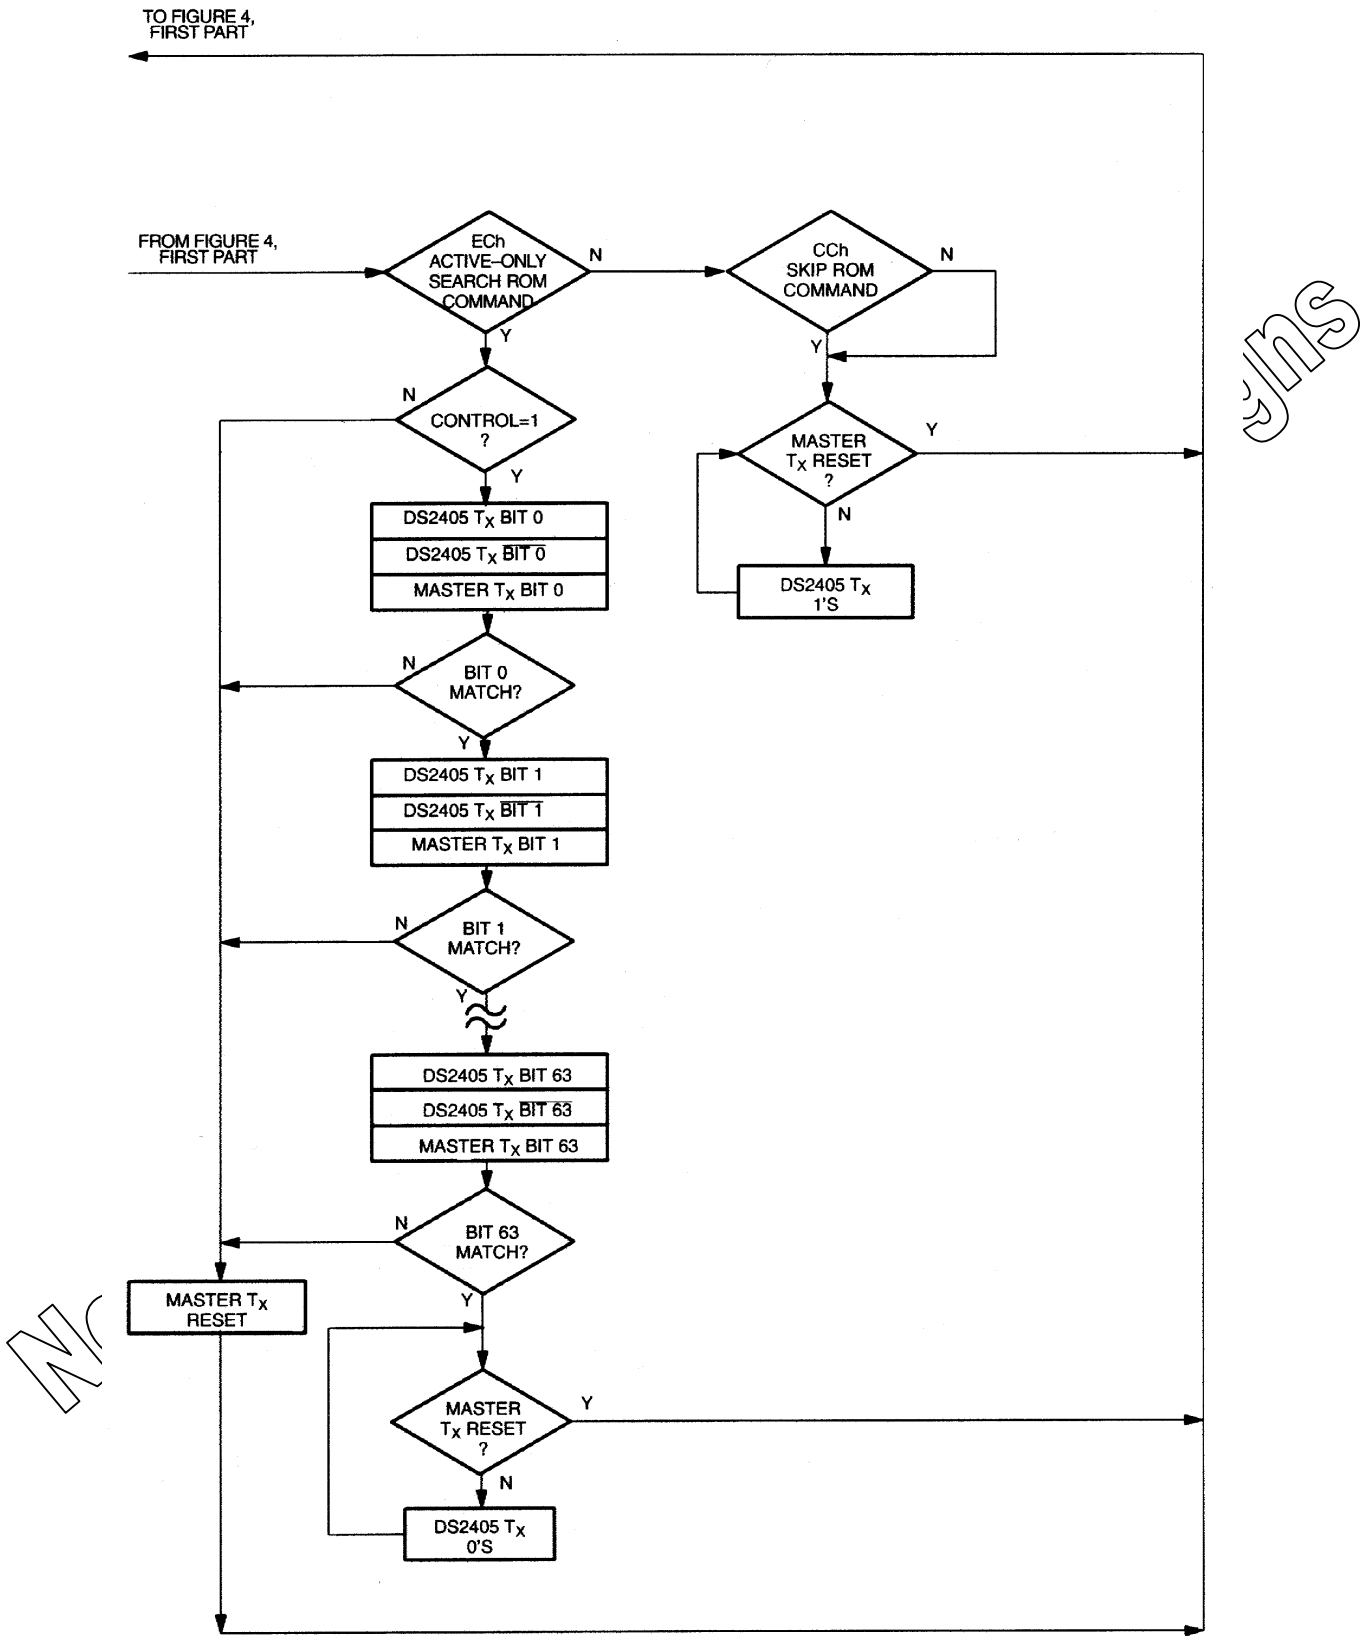 TO FIGURE 4,
FIRST PART
FROM FIGURE 4,
FIRST PART
ECh
ACTIVE–ONLY
SEARCH ROM
COMMAND
N
Y
CCh
SKIP ROM
COMMAND
N
Y
N
CONTROL=1
?
Y
MASTER
TX RESET
?
Y
N
DS2405 TX
1'S
DS2405 TX BIT 0
DS2405 TX BIT 0
MASTER TX BIT 0
N
BIT 0
MATCH?
Y
DS2405 TX BIT 1
DS2405 TX BIT 1
MASTER TX BIT 1
N
BIT 1
MATCH?
Y
DS2405 TX BIT 63
DS2405 TX BIT 63
MASTER TX BIT 63
N
BIT 63
MATCH?
Y
MASTER TX
RESET
MASTER
TX RESET
?
Y
N
DS2405 TX
0'S